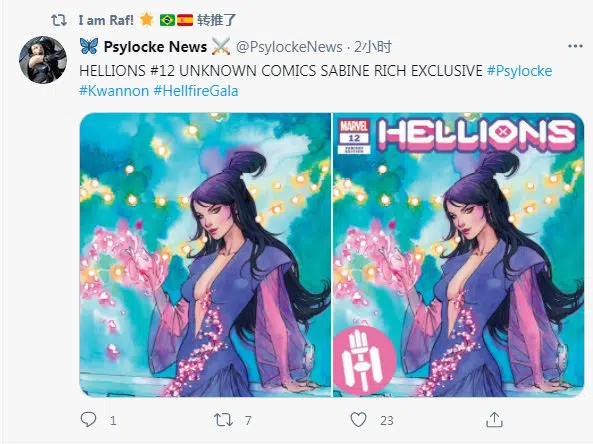 I am Raf! 转推了
Psylocke News @PsylockeNews · 2小时
HELLIONS #12 UNKNOWN COMICS SABINE RICH EXCLUSIVE #Psylocke
#Kwannon #HellfireGala
MARVEL
12
VARIANT
EDITION
HELLIONS
1
7
23